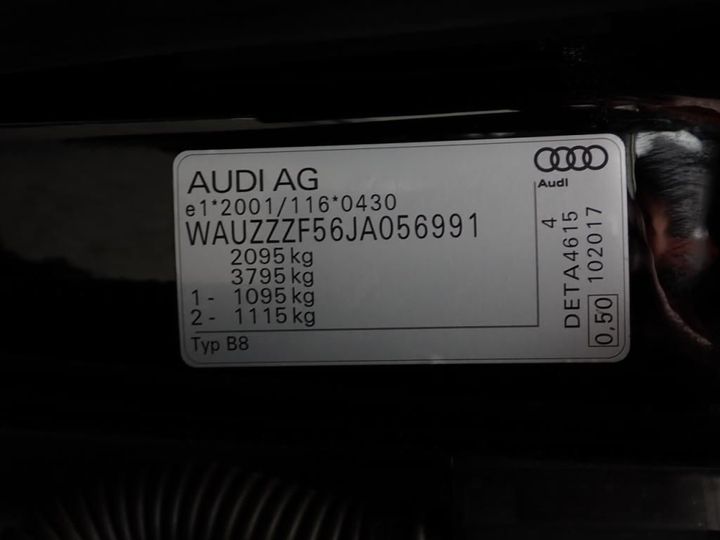 AUDI AG
e1*2001/116*0430
WAUZZZF56JA056991
2095 kg
3795 kg
1 - 1095 kg
2 - 1115 kg
Typ B8
Audi
4
DETA4615
102017
0,50